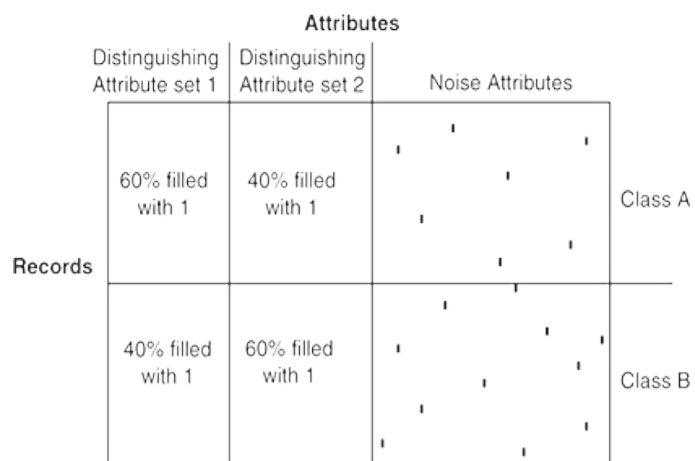 Attributes
Distinguishing Attribute set 1
Distinguishing Attribute set 2
Noise Attributes
60% filled with 1
40% filled with 1
Class A
Records
40% filled with 1
60% filled with 1
Class B